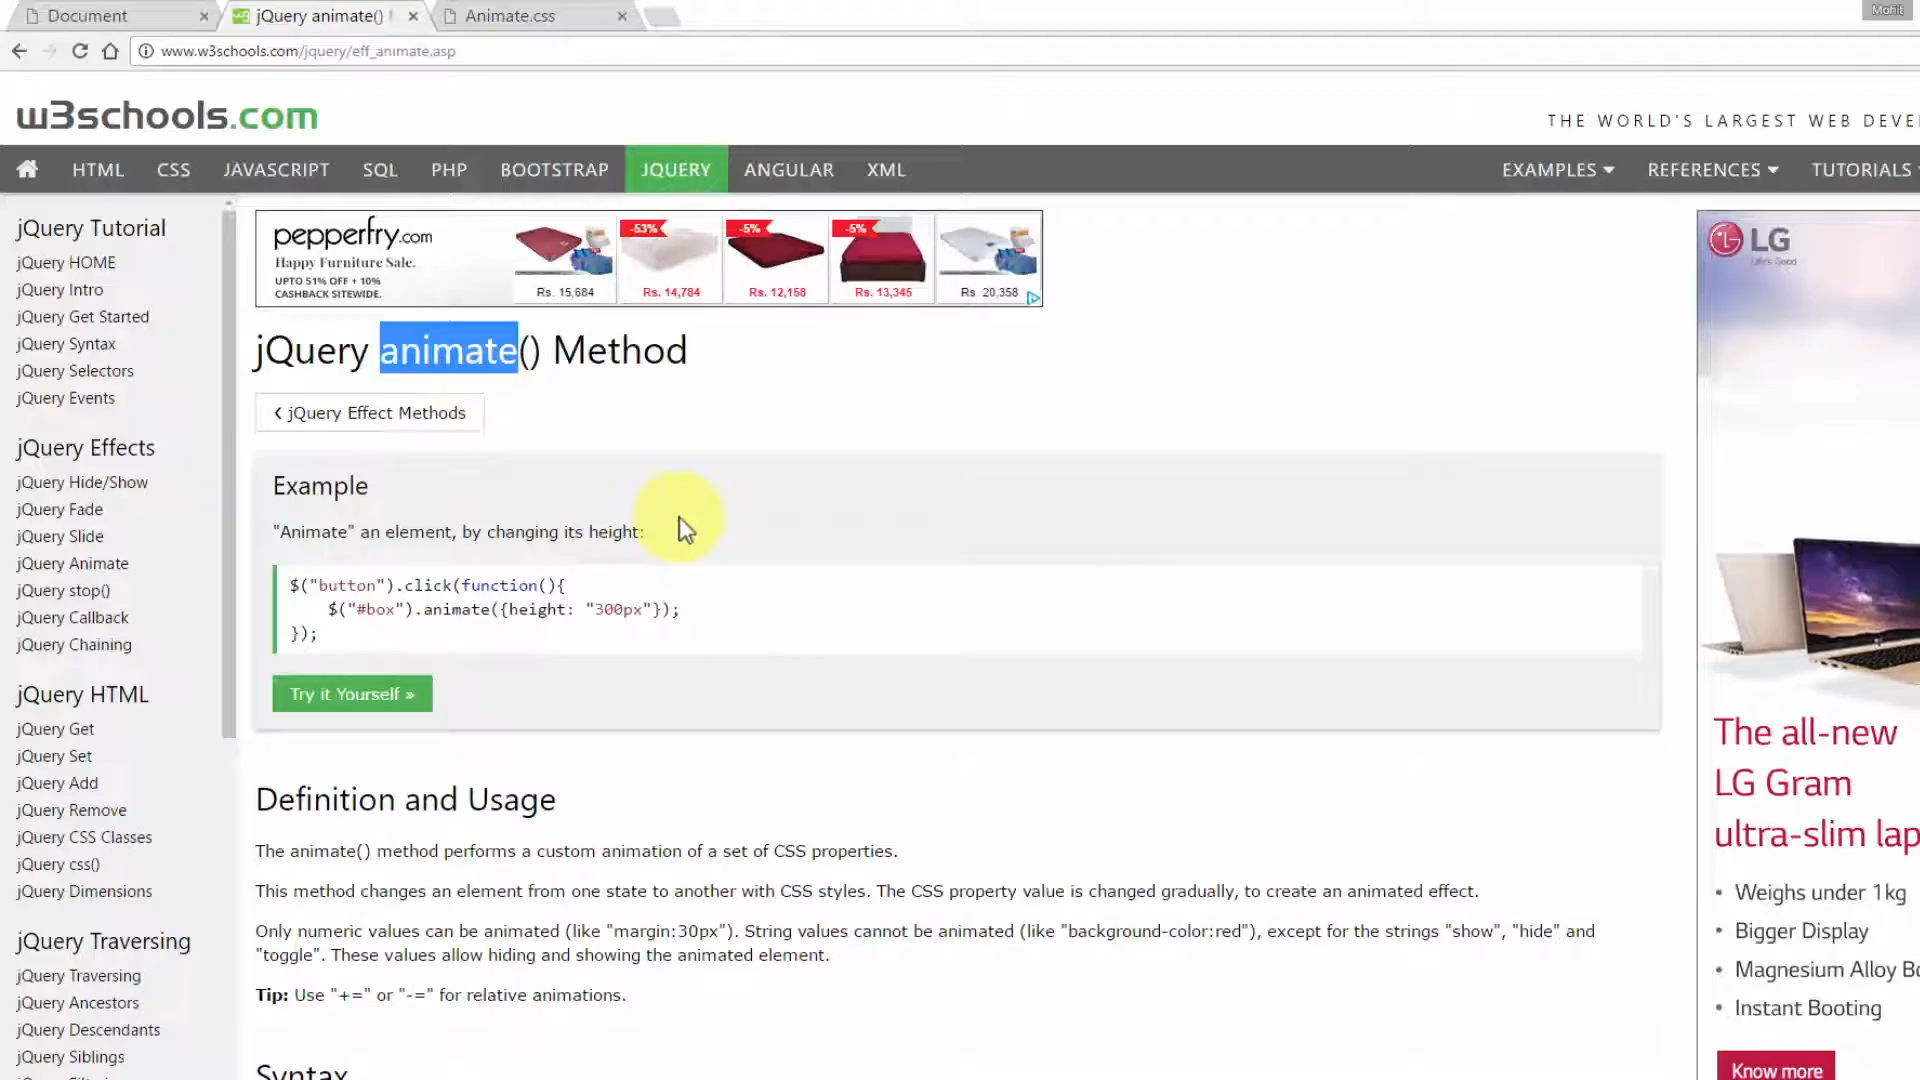 Document
jQuery animate()
Animate.css
Mohit
www.w3schools.com/jquery/eff_animate.asp
w3schools.com
THE WORLD'S LARGEST WEB DEVE
HTML CSS JAVASCRIPT SQL PHP BOOTSTRAP JQUERY ANGULAR XML EXAMPLES REFERENCES TUTORIALS
jQuery Tutorial
jQuery HOME
jQuery Intro
jQuery Get Started
jQuery Syntax
jQuery Selectors
jQuery Events
jQuery Effects
jQuery Hide/Show
jQuery Fade
jQuery Slide
jQuery Animate
jQuery stop()
jQuery Callback
jQuery Chaining
jQuery HTML
jQuery Get
jQuery Set
jQuery Add
jQuery Remove
jQuery CSS Classes
jQuery css()
jQuery Dimensions
jQuery Traversing
jQuery Traversing
jQuery Ancestors
jQuery Descendants
jQuery Siblings
pepperfry.com
Happy Furniture Sale.
UPTO 51% OFF + 10%
CASHBACK SITEWIDE.
-53% -5% -5%
Rs. 15,684 Rs. 14,784 Rs. 12,158 Rs. 13,345 Rs. 20,358
jQuery animate() Method
‹ jQuery Effect Methods
Example
"Animate" an element, by changing its height:
$("button").click(function(){
$("#box").animate({height: "300px"});
});
Try it Yourself »
Definition and Usage
The animate() method performs a custom animation of a set of CSS properties.
This method changes an element from one state to another with CSS styles. The CSS property value is changed gradually, to create an animated effect.
Only numeric values can be animated (like "margin:30px"). String values cannot be animated (like "background-color:red"), except for the strings "show", "hide" and
"toggle". These values allow hiding and showing the animated element.
Tip: Use "+=" or "-=" for relative animations.
Syntax
LG
Life's Good
The all-new
LG Gram
ultra-slim lap
• Weighs under 1kg
• Bigger Display
• Magnesium Alloy Bo
• Instant Booting
Know more